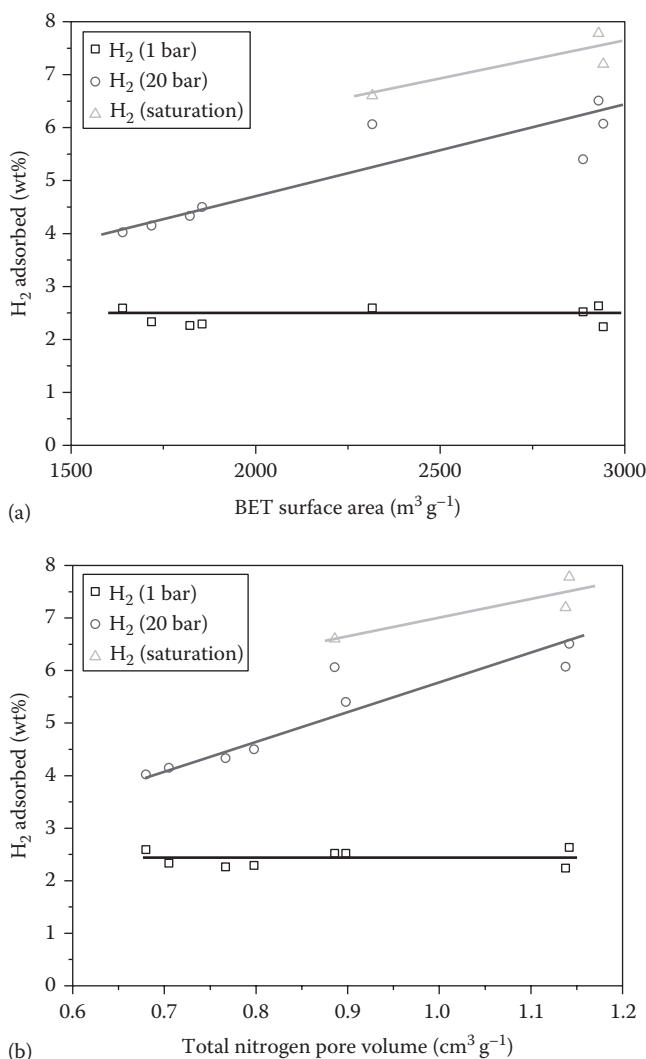 8
7
6
5
4
3
2
1
0
H₂ adsorbed (wt%)
H₂ (1 bar)
H₂ (20 bar)
H₂ (saturation)
1500 2000 2500 3000
BET surface area (m³ g⁻¹)
(a)
8
7
6
5
4
3
2
1
0
H₂ adsorbed (wt%)
H₂ (1 bar)
H₂ (20 bar)
H₂ (saturation)
0.6 0.7 0.8 0.9 1.0 1.1 1.2
Total nitrogen pore volume (cm³ g⁻¹)
(b)